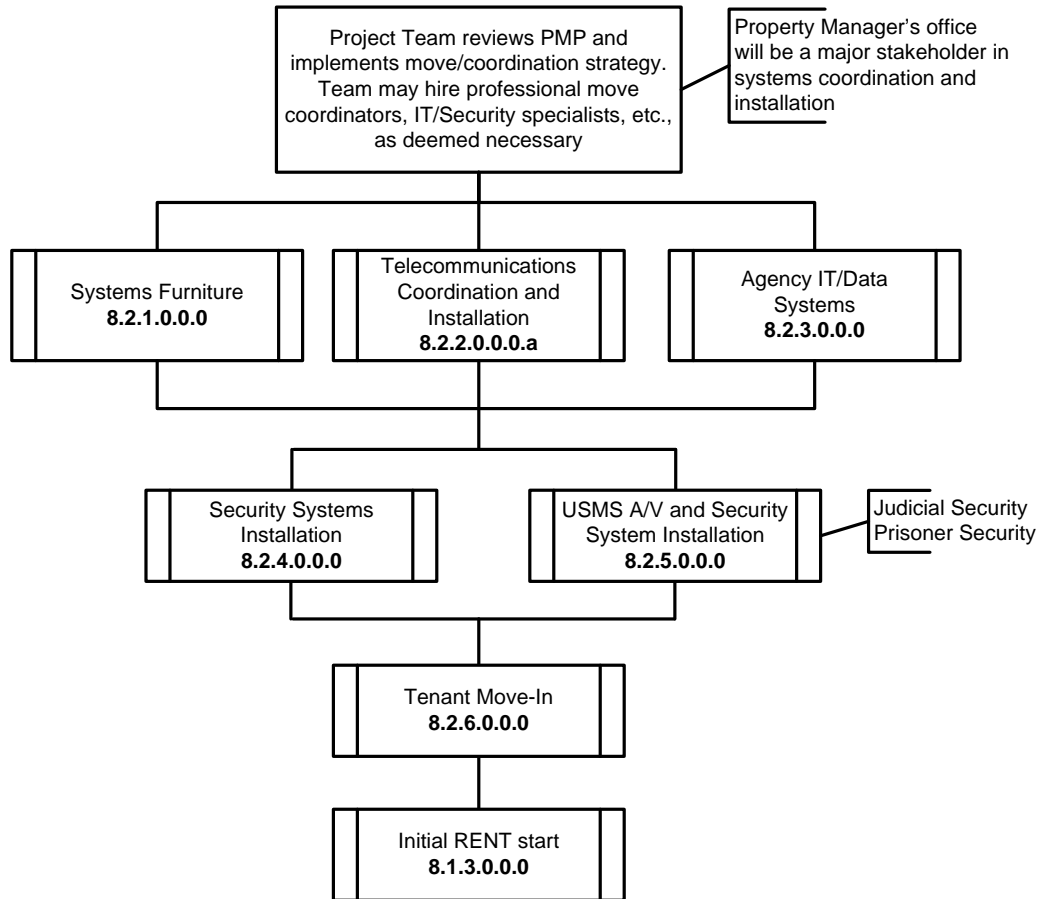 Project Team reviews PMP and
implements move/coordination strategy.
Team may hire professional move
coordinators, IT/Security specialists, etc.,
as deemed necessary
Property Manager’s office
will be a major stakeholder in
systems coordination and
installation
Systems Furniture
8.2.1.0.0.0
Telecommunications
Coordination and
Installation
8.2.2.0.0.0.a
Agency IT/Data
Systems
8.2.3.0.0.0
Security Systems
Installation
8.2.4.0.0.0
USMS A/V and Security
System Installation
8.2.5.0.0.0
Judicial Security
Prisoner Security
Tenant Move-In
8.2.6.0.0.0
Initial RENT start
8.1.3.0.0.0